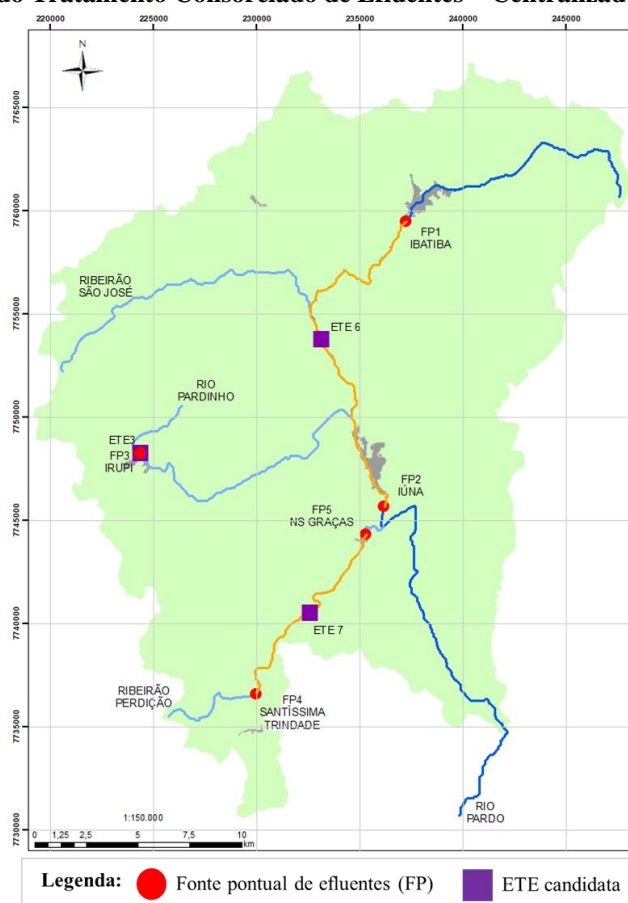 do Tratamento Consorciado de Efluentes – Centralizad
220000 225000 230000 235000 240000 245000
N
7765000
7760000
7755000
7750000
7745000
7740000
7735000
7730000
FP1
IBATIBA
RIBEIRÃO
SÃO JOSÉ
ETE 6
RIO
PARDINHO
ETE3
FP3
IRUPI
FP2
IÚNA
FP5
NS GRAÇAS
ETE 7
RIBEIRÃO
PERDIÇÃO
FP4
SANTÍSSIMA
TRINDADE
RIO
PARDO
1:150.000
0 1,25 2,5 5 7,5 10
km
Legenda: Fonte pontual de efluentes (FP) ETE candidata